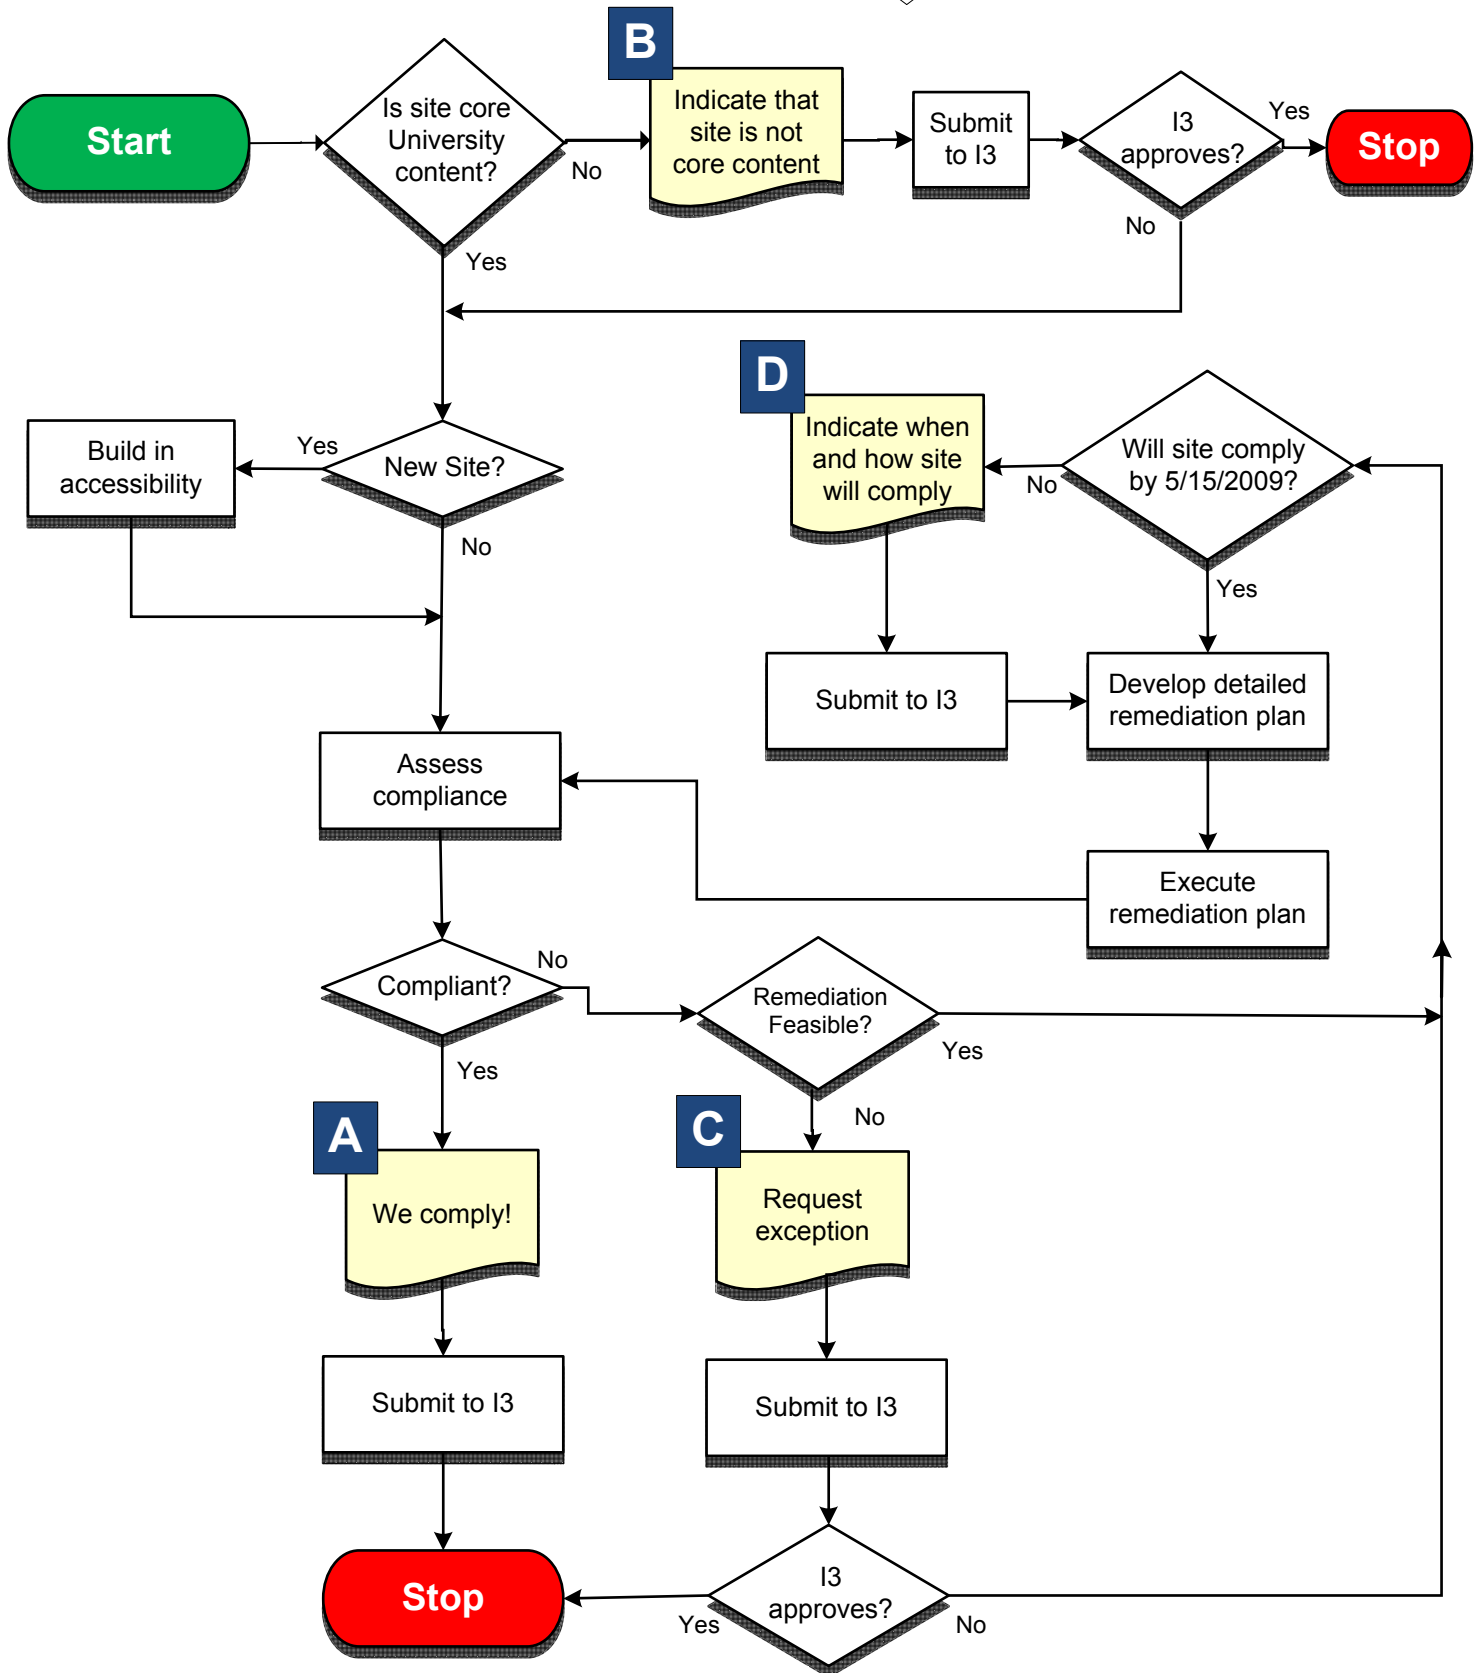 B
Start
Is site core
University
content?
No
Indicate that
site is not
core content
Submit
to I3
I3
approves?
Yes
Stop
No
Yes
D
Build in
accessibility
Yes
New Site?
No
Indicate when
and how site
will comply
No
Will site comply
by 5/15/2009?
Yes
Submit to I3
Develop detailed
remediation plan
Assess
compliance
Execute
remediation plan
Compliant?
No
Remediation
Feasible?
Yes
Yes
No
A
We comply!
C
Request
exception
Submit to I3
Submit to I3
Stop
Yes
I3
approves?
No